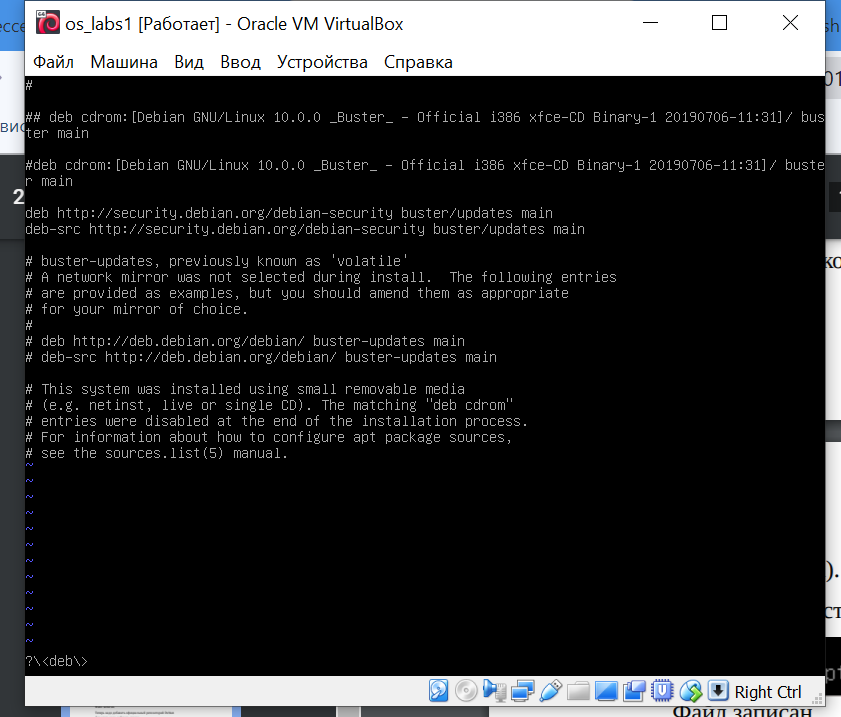 os_labs1 [Работает] - Oracle VM VirtualBox
Файл Машина Вид Ввод Устройства Справка
#
## deb cdrom:[Debian GNU/Linux 10.0.0 _Buster_ - Official i386 xfce-CD Binary-1 20190706-11:31]/ bus
ter main
#deb cdrom:[Debian GNU/Linux 10.0.0 _Buster_ - Official i386 xfce-CD Binary-1 20190706-11:31]/ buste
r main
deb http://security.debian.org/debian-security buster/updates main
deb-src http://security.debian.org/debian-security buster/updates main
# buster-updates, previously known as 'volatile'
# A network mirror was not selected during install.  The following entries
# are provided as examples, but you should amend them as appropriate
# for your mirror of choice.
#
# deb http://deb.debian.org/debian/ buster-updates main
# deb-src http://deb.debian.org/debian/ buster-updates main
# This system was installed using small removable media
# (e.g. netinst, live or single CD). The matching "deb cdrom"
# entries were disabled at the end of the installation process.
# For information about how to configure apt package sources,
# see the sources.list(5) manual.
~
~
~
~
~
~
~
~
~
~
~
~
?\<deb\>
Right Ctrl
Файл записан